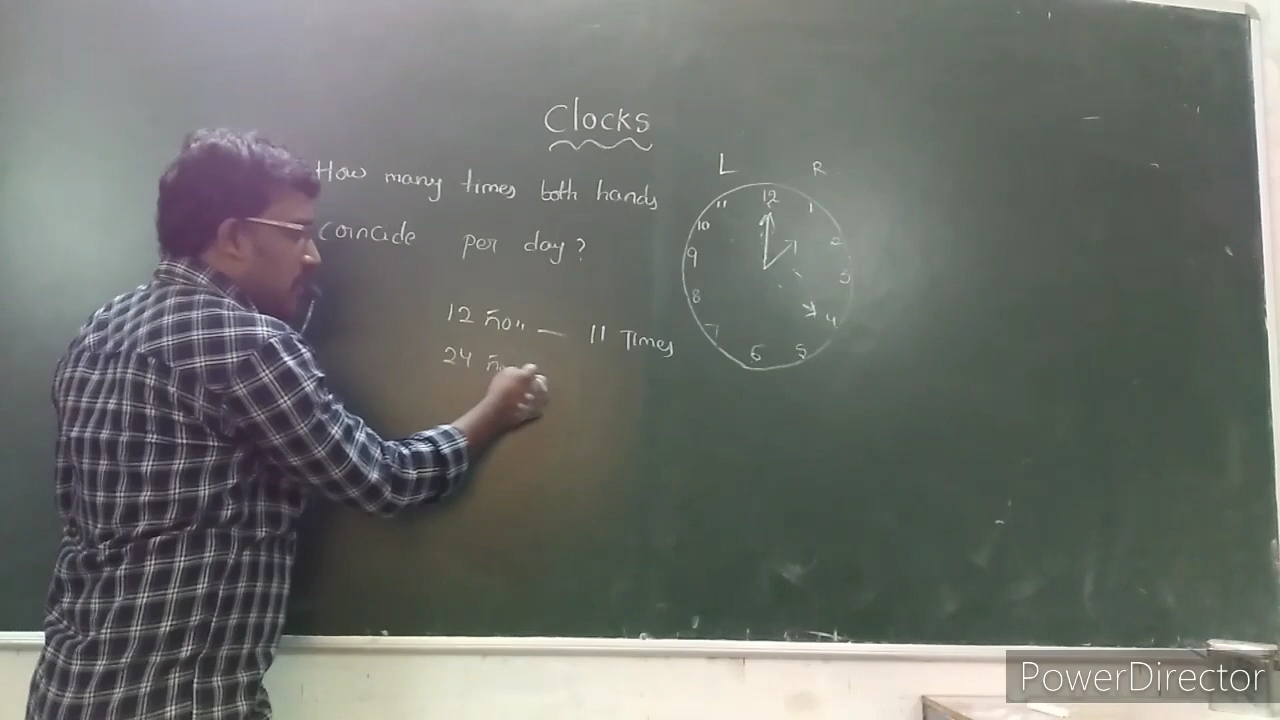 Clocks
How many times both hands
coincide per day?
L R
12
11 1
10 2
9 3
8 4
7 5
6
12 — 11 Times
24
PowerDirector